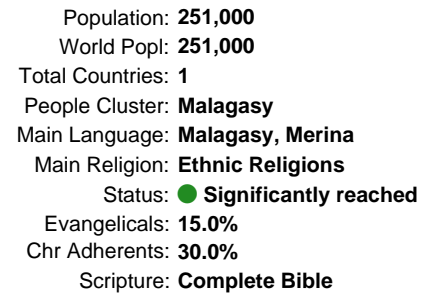 Population: 251,000
World Popl: 251,000
Total Countries: 1
People Cluster: Malagasy
Main Language: Malagasy, Merina
Main Religion: Ethnic Religions
Status: Significantly reached
Evangelicals: 15.0%
Chr Adherents: 30.0%
Scripture: Complete Bible